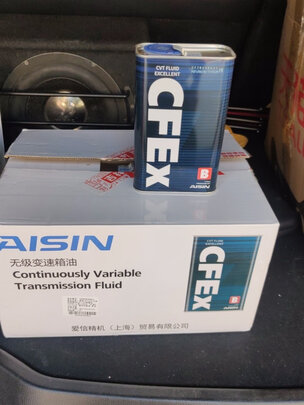 CVT FLUID
EXCELLENT
CFEX
B
AISIN
AISIN
无级变速箱油
Continuously Variable
Transmission Fluid
爱信精机（上海）贸易有限公司
CVT FLUID
EXCELLENT
CFEX
B
AISIN